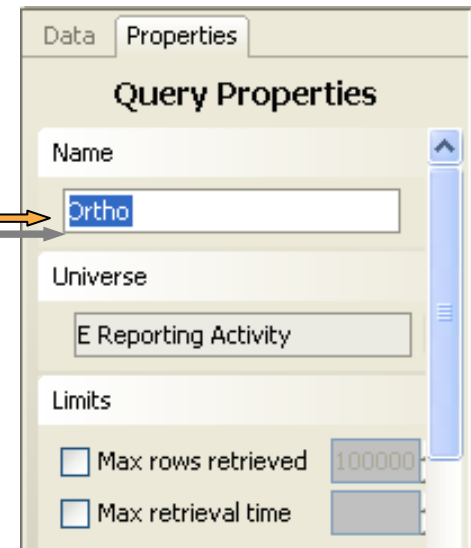 Data Properties
Query Properties
Name
Ortho
Universe
E Reporting Activity
Limits
Max rows retrieved 100000
Max retrieval time